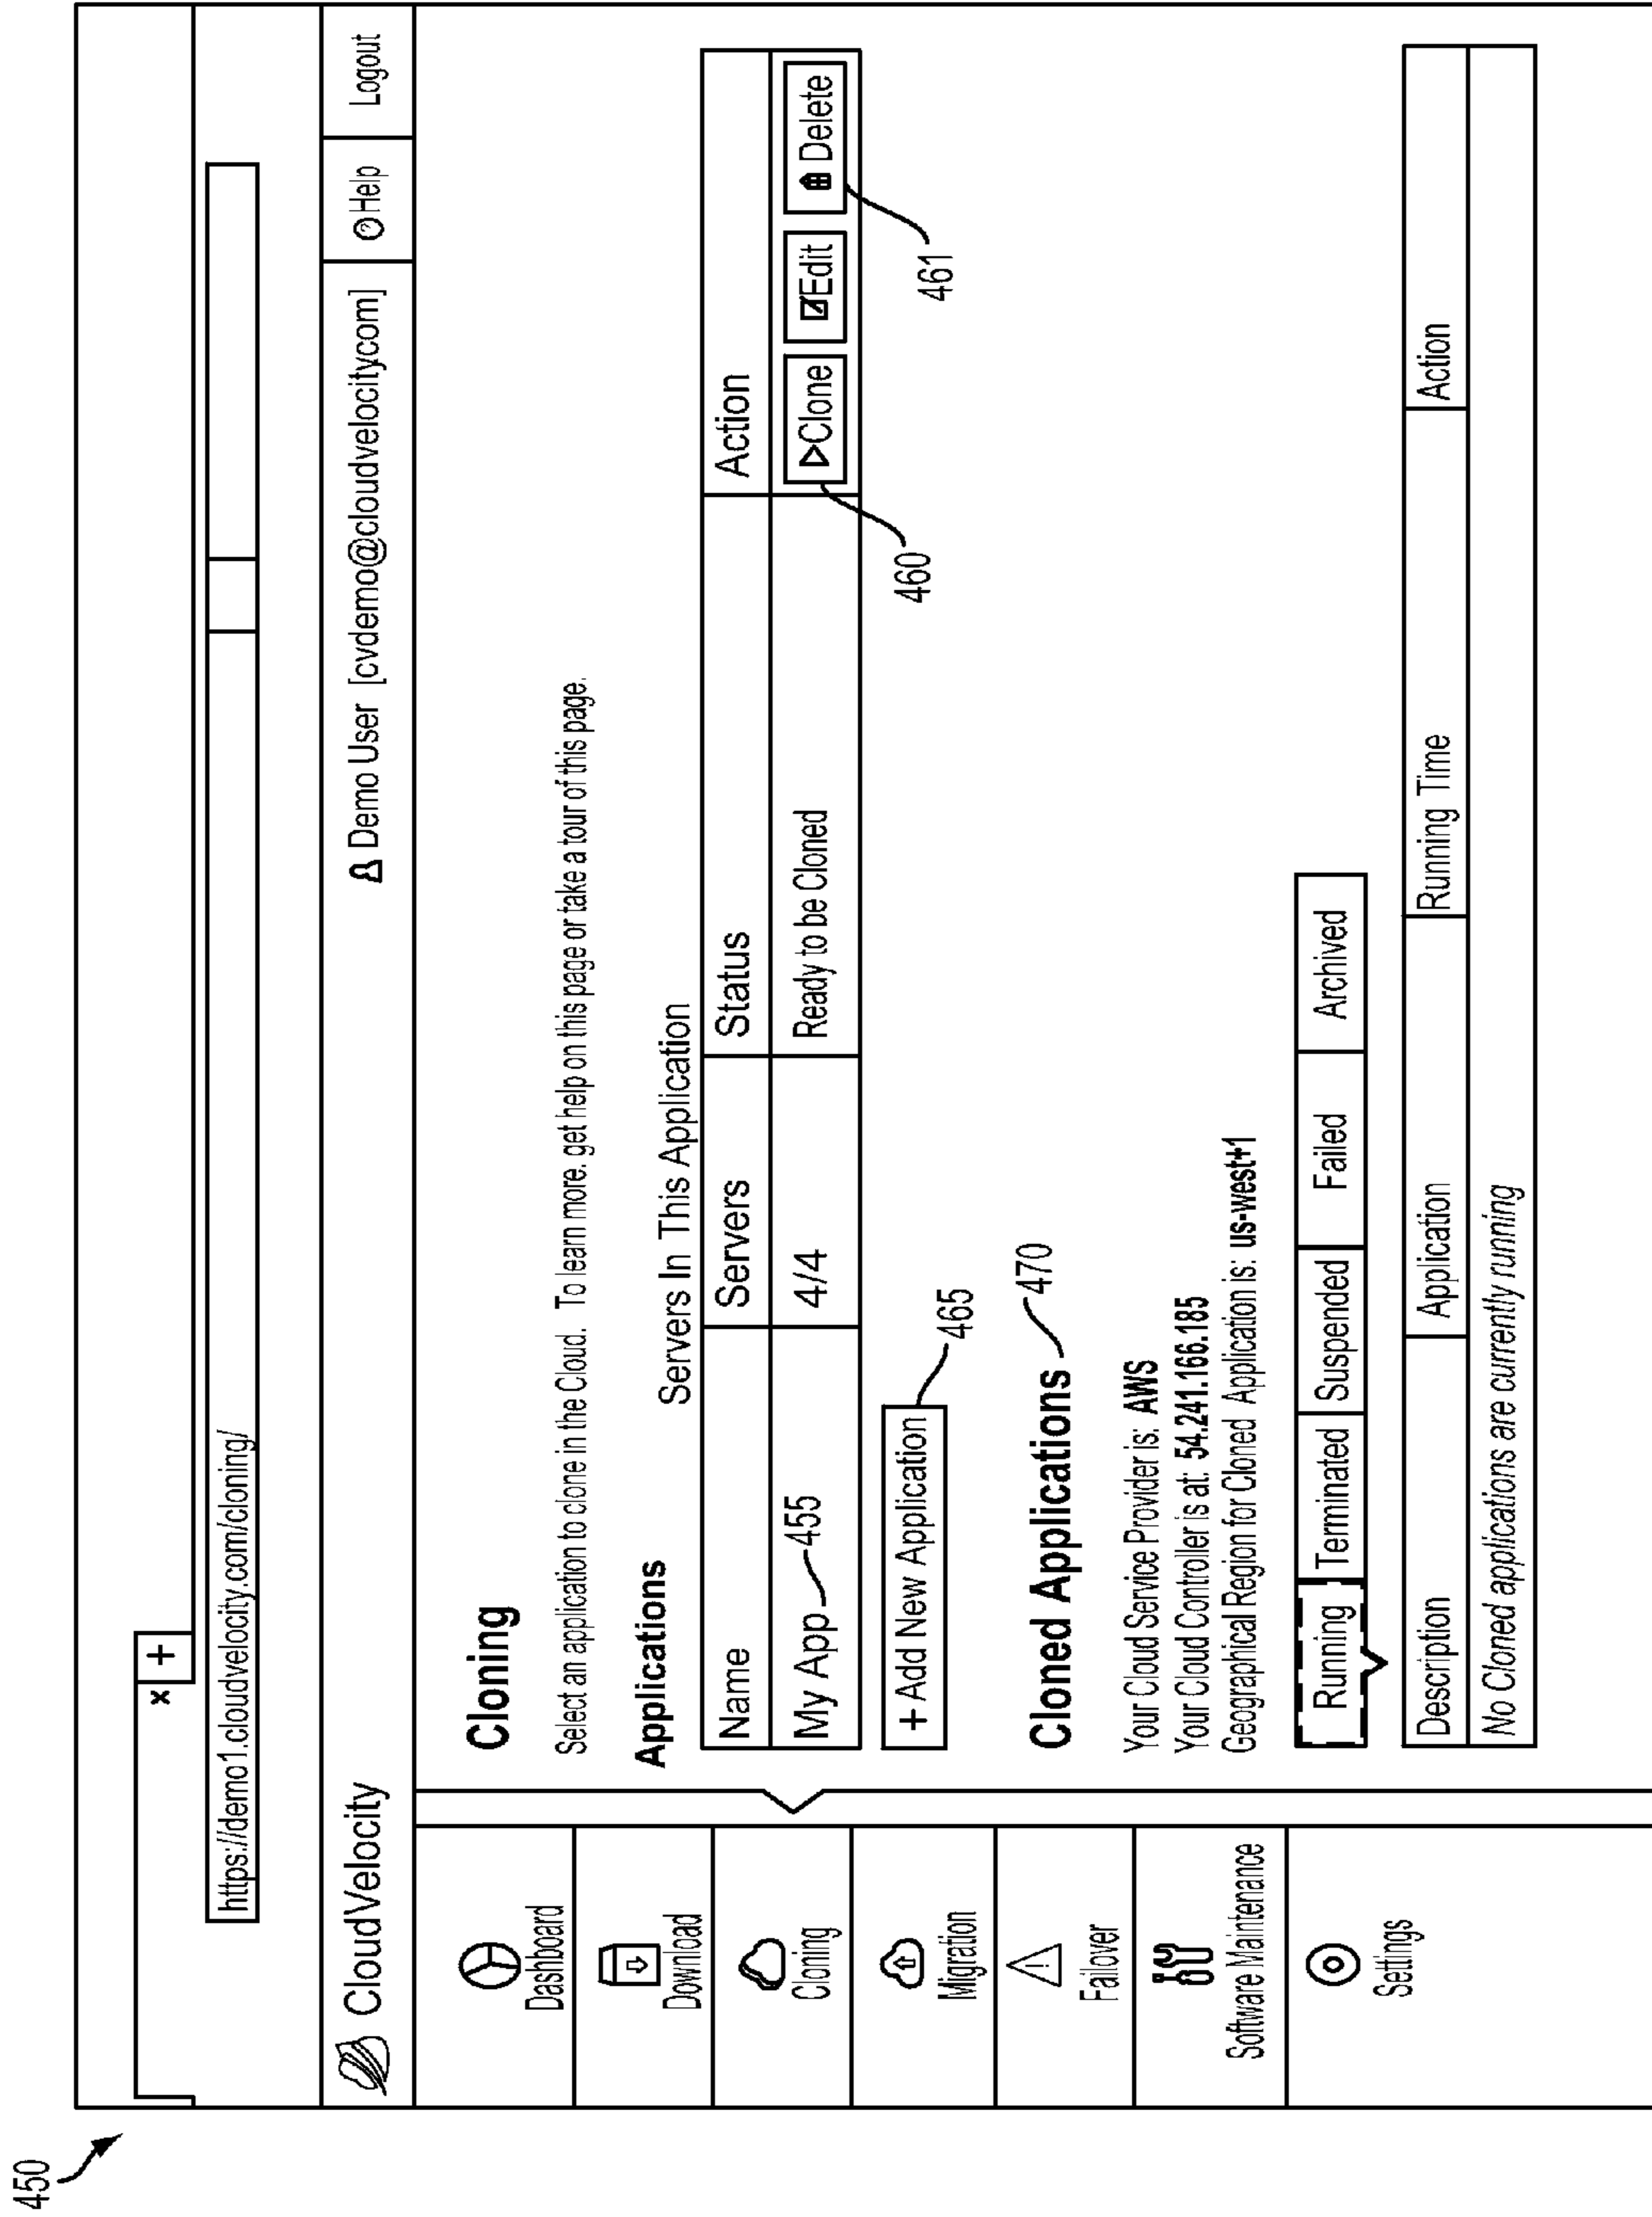 450
× +
https://demo1.cloudvelocity.com/cloning/
CloudVelocity Demo User [cvdemo@cloudvelocitycom] Help Logout
Dashboard
Download
Cloning
Migration
Failover
Software Maintenance
Settings
Cloning
Select an application to clone in the Cloud. To learn more, get help on this page or take a tour of this page.
Applications
Servers In This Application
Name Servers Status Action
My App 455 4/4 Ready to be Cloned Clone Edit Delete
460 461
+ Add New Application 465
Cloned Applications 470
Your Cloud Service Provider is: AWS
Your Cloud Controller is at: 54.241.166.185
Geographical Region for Cloned Application is: us-west+1
Running Terminated Suspended Failed Archived
Description Application Running Time Action
No Cloned applications are currently running